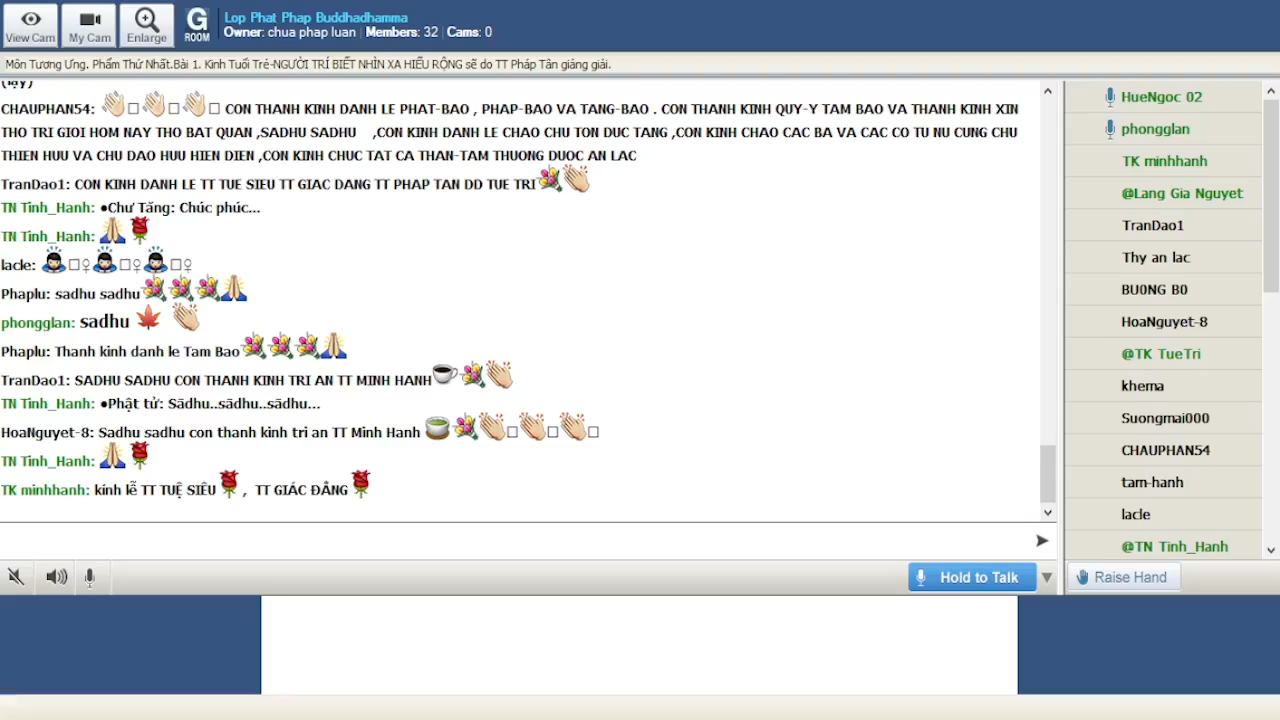 View Cam
My Cam
Enlarge
G
ROOM
Lop Phat Phap Buddhadhamma
Owner: chua phap luan | Members: 32 | Cams: 0
Môn Tương Ưng. Phẩm Thứ Nhất.Bài 1. Kinh Tuổi Trẻ-NGƯỜI TRÍ BIẾT NHÌN XA HIỂU RỘNG sẽ do TT Pháp Tân giảng giải.
(lạy)
CHAUPHAN54: CON THANH KINH DANH LE PHAT-BAO , PHAP-BAO VA TANG-BAO . CON THANH KINH QUY-Y TAM BAO VA THANH KINH XIN
THO TRI GIOI HOM NAY THO BAT QUAN ,SADHU SADHU ,CON KINH DANH LE CHAO CHU TON DUC TANG ,CON KINH CHAO CAC BA VA CAC CO TU NU CUNG CHU
THIEN HUU VA CHU DAO HUU HIEN DIEN ,CON KINH CHUC TAT CA THAN-TAM THUONG DUOC AN LAC
TranDao1: CON KINH DANH LE TT TUE SIEU TT GIAC DANG TT PHAP TAN DD TUE TRI
TN Tinh_Hanh: •Chư Tăng: Chúc phúc...
TN Tinh_Hanh:
lacle:
Phaplu: sadhu sadhu
phongglan: sadhu
Phaplu: Thanh kinh danh le Tam Bao
TranDao1: SADHU SADHU CON THANK KINH TRI AN TT MINH HANH
TN Tinh_Hanh: •Phật tử: Sādhu..sādhu..sādhu...
HoaNguyet-8: Sadhu sadhu con thanh kinh tri an TT Minh Hanh
TN Tinh_Hanh:
TK minhhanh: kính lễ TT TUỆ SIÊU , TT GIÁC ĐẲNG
Hold to Talk
HueNgoc 02
phongglan
TK minhhanh
@Lang Gia Nguyet
TranDao1
Thy an lac
BU0NG B0
HoaNguyet-8
@TK TueTri
khema
Suongmai000
CHAUPHAN54
tam-hanh
lacle
@TN Tinh_Hanh
Raise Hand